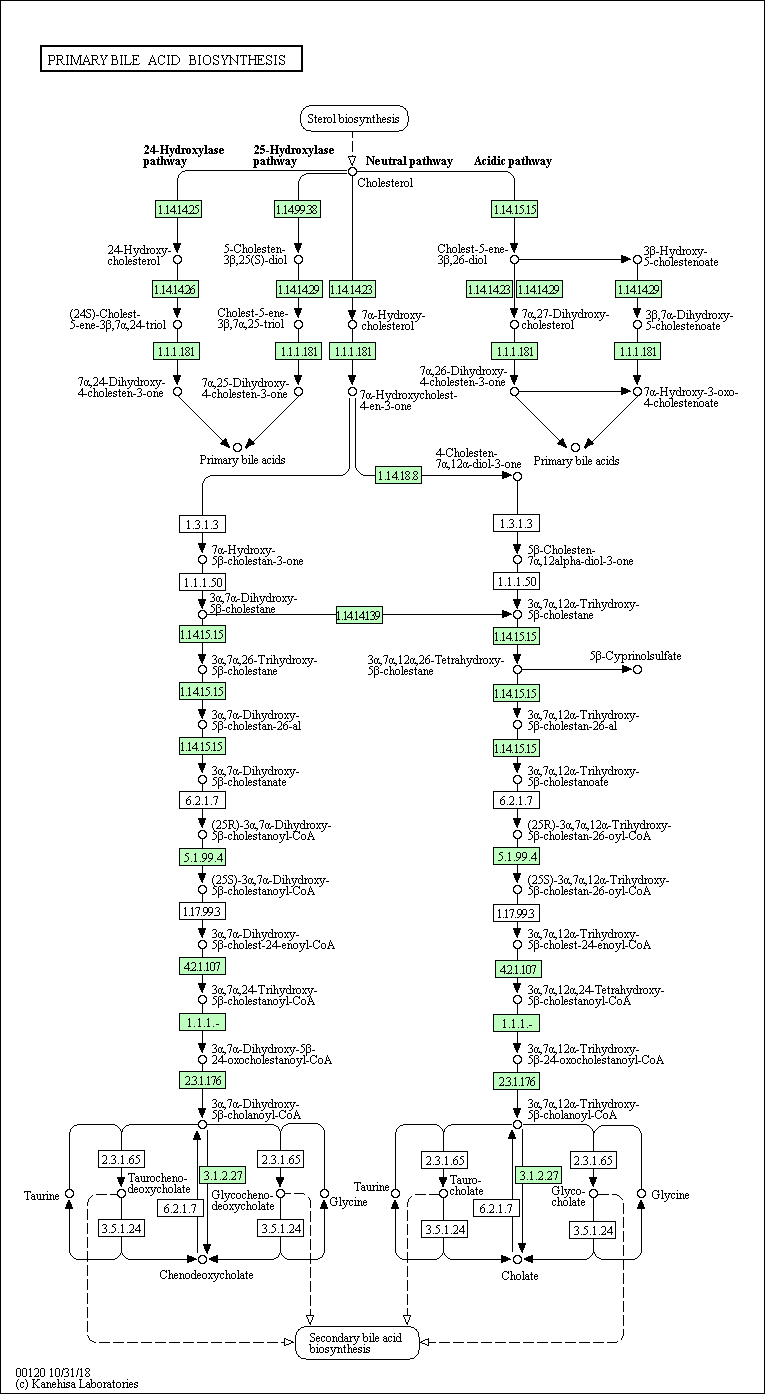 PRIMARY BILE ACID BIOSYNTHESIS
Sterol biosynthesis
24-Hydroxylase
pathway
25-Hydroxylase
pathway
Neutral pathway
Acidic pathway
Cholesterol
1.14.14.25
1.14.99.38
1.14.15.15
24-Hydroxy-
cholesterol
5-Cholesten-
3β,25(S)-diol
Cholest-5-ene-
3β,26-diol
3β-Hydroxy-
5-cholestenoate
1.14.14.26
1.14.14.29
1.14.14.23
1.14.14.23
1.14.14.29
1.14.14.29
(24S)-Cholest-
5-ene-3β,7α,24-triol
Cholest-5-ene-
3β,7α,25-triol
7α-Hydroxy-
cholesterol
7α,27-Dihydroxy-
cholesterol
3β,7α-Dihydroxy-
5-cholestenoate
1.1.1.181
1.1.1.181
1.1.1.181
1.1.1.181
1.1.1.181
7α,24-Dihydroxy-
4-cholesten-3-one
7α,25-Dihydroxy-
4-cholesten-3-one
7α-Hydroxycholest-
4-en-3-one
7α,26-Dihydroxy-
4-cholesten-3-one
7α-Hydroxy-3-oxo-
4-cholestenoate
Primary bile acids
Primary bile acids
4-Cholesten-
7α,12α-diol-3-one
1.14.18.8
1.3.1.3
1.3.1.3
7α-Hydroxy-
5β-cholestan-3-one
5β-Cholesten-
7α,12alpha-diol-3-one
1.1.1.50
1.1.1.50
3α,7α-Dihydroxy-
5β-cholestane
1.14.14.139
3α,7α,12α-Trihydroxy-
5β-cholestane
1.14.15.15
1.14.15.15
3α,7α,26-Trihydroxy-
5β-cholestane
3α,7α,12α,26-Tetrahydroxy-
5β-cholestane
5β-Cyprinolsulfate
1.14.15.15
1.14.15.15
3α,7α-Dihydroxy-
5β-cholestan-26-al
3α,7α,12α-Trihydroxy-
5β-cholestan-26-al
1.14.15.15
1.14.15.15
3α,7α-Dihydroxy-
5β-cholestanate
3α,7α,12α-Trihydroxy-
5β-cholestanoate
6.2.1.7
6.2.1.7
(25R)-3α,7α-Dihydroxy-
5β-cholestanoyl-CoA
(25R)-3α,7α,12α-Trihydroxy-
5β-cholestan-26-oyl-CoA
5.1.99.4
5.1.99.4
(25S)-3α,7α-Dihydroxy-
5β-cholestanoyl-CoA
(25S)-3α,7α,12α-Trihydroxy-
5β-cholestan-26-oyl-CoA
1.17.99.3
1.17.99.3
3α,7α-Dihydroxy-
5β-cholest-24-enoyl-CoA
3α,7α,12α-Trihydroxy-
5β-cholest-24-enoyl-CoA
4.2.1.107
4.2.1.107
3α,7α,24-Trihydroxy-
5β-cholestanoyl-CoA
3α,7α,12α,24-Tetrahydroxy-
5β-cholestanoyl-CoA
1.1.1.-
1.1.1.-
3α,7α-Dihydroxy-5β-
24-oxocholestanoyl-CoA
3α,7α,12α-Trihydroxy-
5β-24-oxocholestanoyl-CoA
2.3.1.176
2.3.1.176
3α,7α-Dihydroxy-
5β-cholanoyl-CoA
3α,7α,12α-Trihydroxy-
5β-cholanoyl-CoA
2.3.1.65
2.3.1.65
2.3.1.65
2.3.1.65
3.1.2.27
3.1.2.27
Taurine
Taurocheno-
deoxycholate
Glycocheno-
deoxycholate
Glycine
Taurine
Tauro-
cholate
Glyco-
cholate
Glycine
6.2.1.7
6.2.1.7
3.5.1.24
3.5.1.24
3.5.1.24
3.5.1.24
Chenodeoxycholate
Cholate
Secondary bile acid
biosynthesis
00120 10/31/18
(c) Kanehisa Laboratories